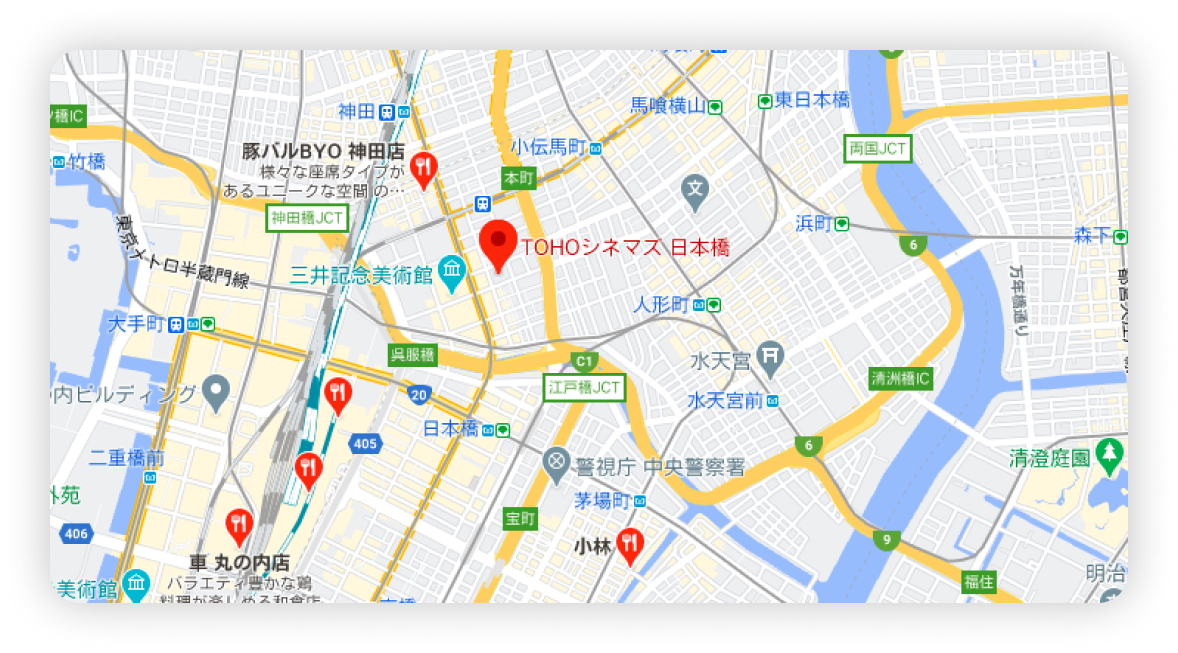 神田
馬喰横山
東日本橋
橋IC
竹橋
豚バルBYO 神田店
様々な座席タイプが
あるユニークな空間 の…
小伝馬町
本町
両国JCT
文
神田橋JCT
浜町
6
森下
東京メトロ半蔵門線
TOHOシネマズ 日本橋
三井記念美術館
人形町
万年橋通り
大手町
呉服橋
C1
水天宮
江戸橋JCT
清洲橋IC
内ビルディング
20
水天宮前
日本橋
405
6
二重橋前
警視庁 中央警察署
清澄庭園
外苑
茅場町
406
宝町
9
小林
車 丸の内店
バラエティ豊かな鶏
料理が楽しめる和食店
美術館
福住
明治